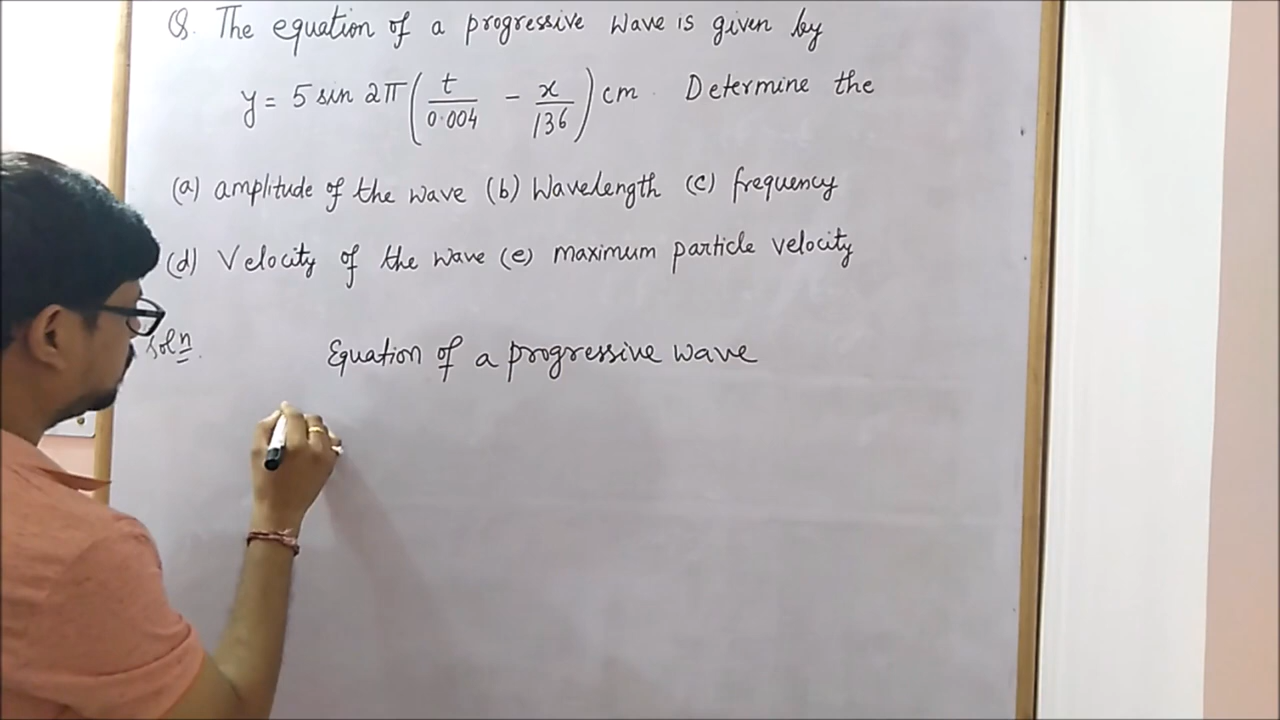 Q. The equation of a progressive wave is given by
y = 5 sin 2π ( t/0.004 - x/136 ) cm. Determine the
(a) amplitude of the wave (b) Wavelength (c) frequency
(d) Velocity of the wave (e) maximum particle velocity
Soln. Equation of a progressive wave